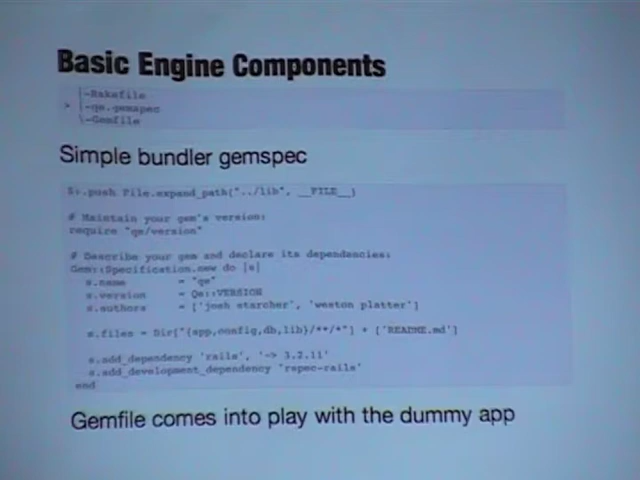 Basic Engine Components
|-Rakefile
> |-qe.gemspec
\-Gemfile
Simple bundler gemspec
$:.push File.expand_path("../lib", __FILE__)
# Maintain your gem's version:
require "qe/version"
# Describe your gem and declare its dependencies:
Gem::Specification.new do |s|
s.name = "qe"
s.version = Qe::VERSION
s.authors = ['josh starcher', 'weston platter']
s.files = Dir["{app,config,db,lib}/**/*"] + ['README.md']
s.add_dependency 'rails', '~> 3.2.11'
s.add_development_dependency 'rspec-rails'
end
Gemfile comes into play with the dummy app